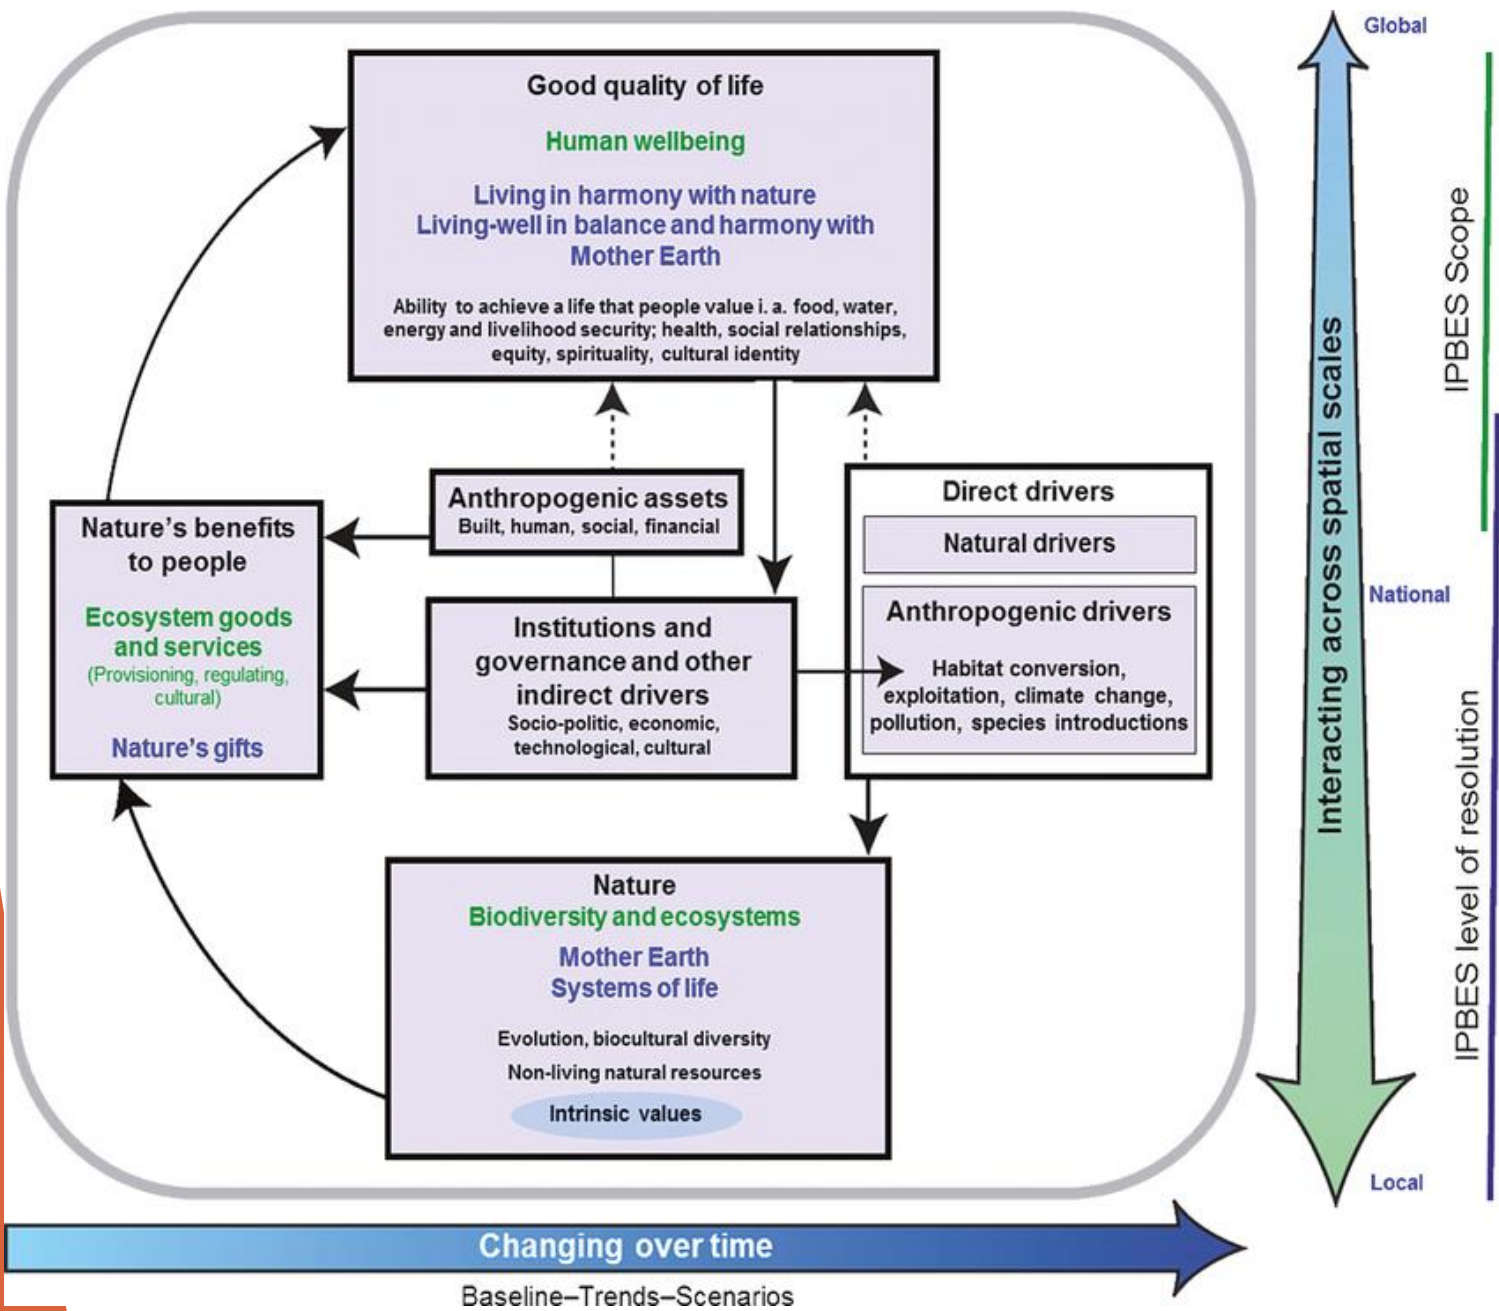 Good quality of life
Human wellbeing
Living in harmony with nature
Living-well in balance and harmony with
Mother Earth
Ability to achieve a life that people value i. a. food, water,
energy and livelihood security; health, social relationships,
equity, spirituality, cultural identity
Anthropogenic assets
Built, human, social, financial
Nature's benefits
to people
Ecosystem goods
and services
(Provisioning, regulating,
cultural)
Nature's gifts
Institutions and
governance and other
indirect drivers
Socio-politic, economic,
technological, cultural
Direct drivers
Natural drivers
Anthropogenic drivers
Habitat conversion,
exploitation, climate change,
pollution, species introductions
Nature
Biodiversity and ecosystems
Mother Earth
Systems of life
Evolution, biocultural diversity
Non-living natural resources
Intrinsic values
Changing over time
Baseline–Trends–Scenarios
Global
National
Local
Interacting across spatial scales
IPBES Scope
IPBES level of resolution